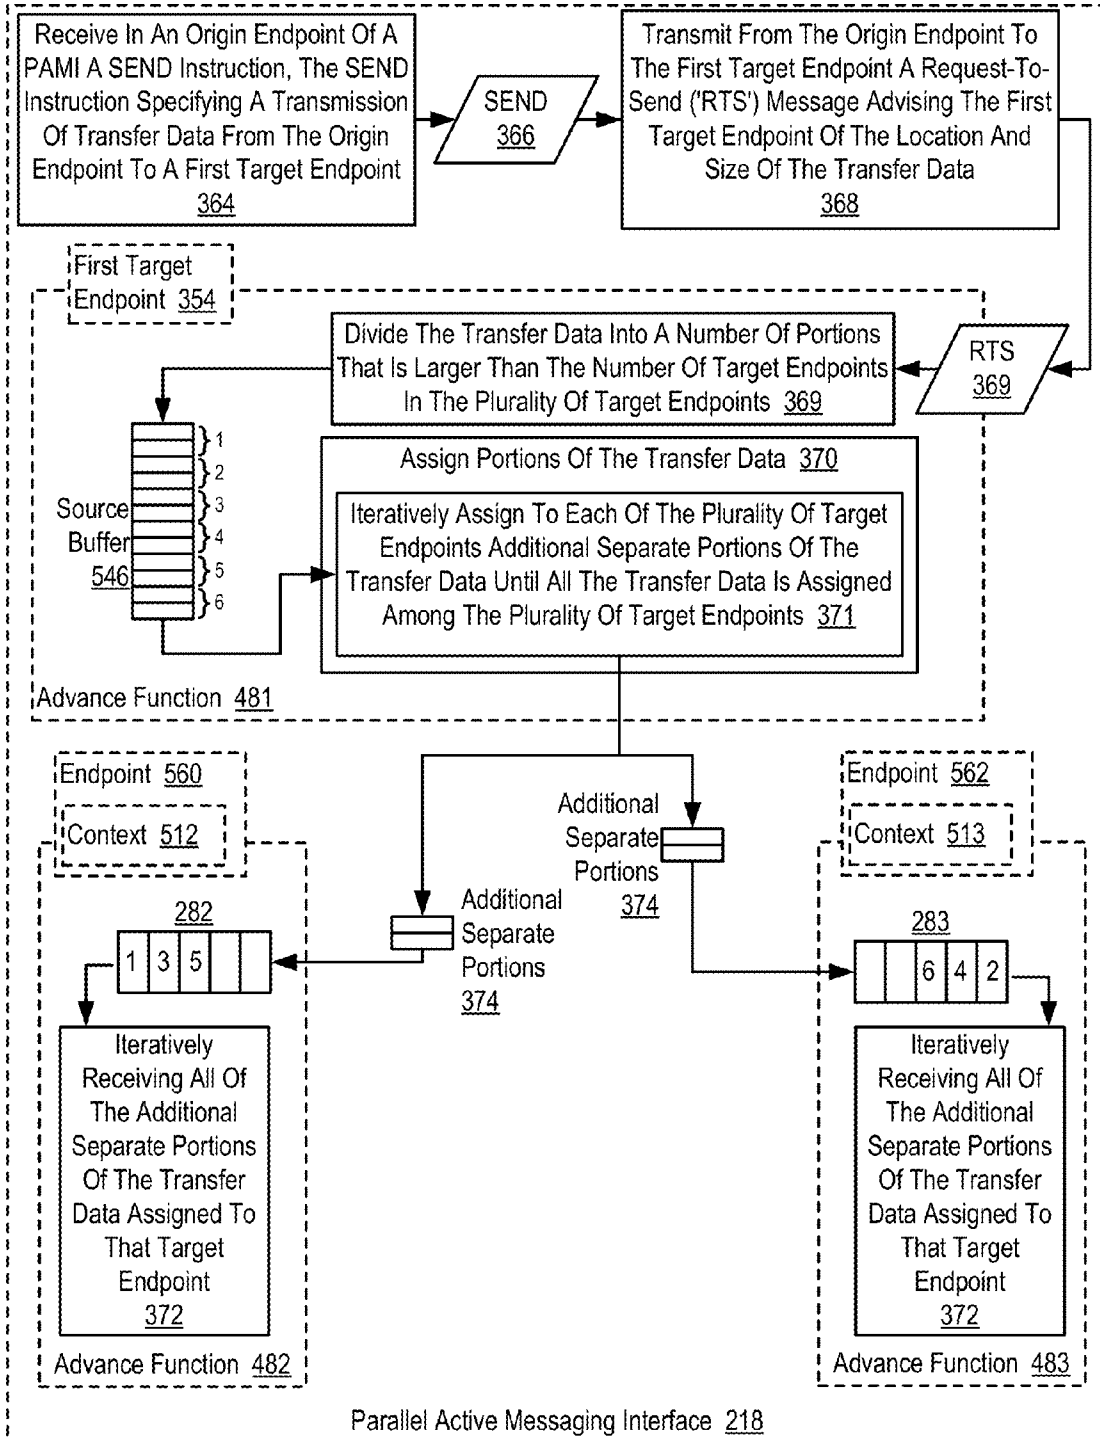 Receive In An Origin Endpoint Of A
PAMI A SEND Instruction, The SEND
Instruction Specifying A Transmission
Of Transfer Data From The Origin
Endpoint To A First Target Endpoint
364
SEND
366
Transmit From The Origin Endpoint To
The First Target Endpoint A Request-To-
Send ('RTS') Message Advising The First
Target Endpoint Of The Location And
Size Of The Transfer Data
368
First Target
Endpoint 354
Divide The Transfer Data Into A Number Of Portions
That Is Larger Than The Number Of Target Endpoints
In The Plurality Of Target Endpoints 369
RTS
369
1
2
3
4
5
6
Source
Buffer
546
Assign Portions Of The Transfer Data 370
Iteratively Assign To Each Of The Plurality Of Target
Endpoints Additional Separate Portions Of The
Transfer Data Until All The Transfer Data Is Assigned
Among The Plurality Of Target Endpoints 371
Advance Function 481
Endpoint 560
Context 512
Additional
Separate
Portions
374
Endpoint 562
Context 513
Additional
Separate
Portions
374
282
1 3 5
283
6 4 2
Iteratively
Receiving All Of
The Additional
Separate Portions
Of The Transfer
Data Assigned To
That Target
Endpoint
372
Advance Function 482
Iteratively
Receiving All Of
The Additional
Separate Portions
Of The Transfer
Data Assigned To
That Target
Endpoint
372
Advance Function 483
Parallel Active Messaging Interface 218